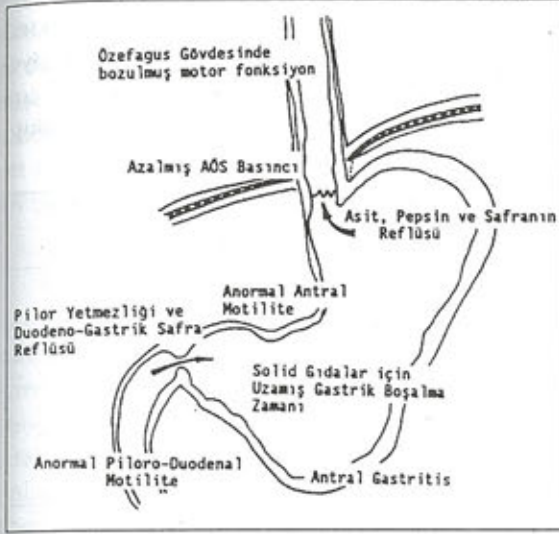 Özefagus Gövdesinde
bozulmuş motor fonksiyon
Azalmış AÖS Basıncı
Asit, Pepsin ve Safranın
Reflüsü
Anormal Antral
Motilite
Pilor Yetmezliği ve
Duodeno-Gastrik Safra
Reflüsü
Solid Gıdalar için
Uzamış Gastrik Boşalma
Zamanı
Anormal Piloro-Duodenal
Motilite
Antral Gastritis